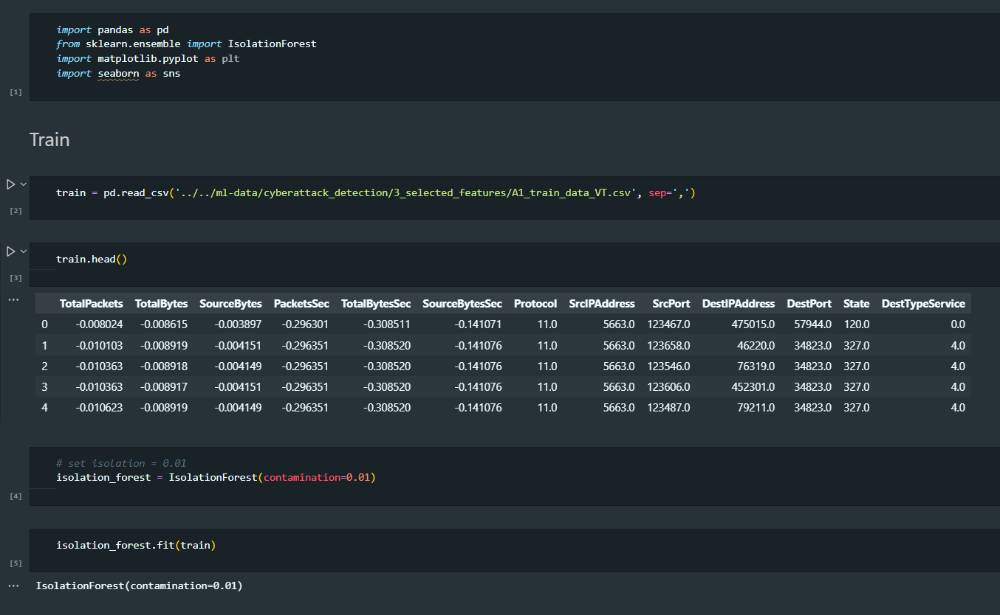 import pandas as pd
from sklearn.ensemble import IsolationForest
import matplotlib.pyplot as plt
import seaborn as sns
[1]
Train
train = pd.read_csv('../../ml-data/cyberattack_detection/3_selected_features/A1_train_data_VT.csv', sep=',')
[2]
train.head()
[3]
TotalPackets TotalBytes SourceBytes PacketsSec TotalBytesSec SourceBytesSec Protocol SrcIPAddress SrcPort DestIPAddress DestPort State DestTypeService
0 -0.008024 -0.008615 -0.003897 -0.296301 -0.308511 -0.141071 11.0 5663.0 123467.0 475015.0 57944.0 120.0 0.0
1 -0.010103 -0.008919 -0.004151 -0.296351 -0.308520 -0.141076 11.0 5663.0 123658.0 46220.0 34823.0 327.0 4.0
2 -0.010363 -0.008918 -0.004149 -0.296351 -0.308520 -0.141076 11.0 5663.0 123546.0 76319.0 34823.0 327.0 4.0
3 -0.010363 -0.008917 -0.004151 -0.296351 -0.308520 -0.141076 11.0 5663.0 123606.0 452301.0 34823.0 327.0 4.0
4 -0.010623 -0.008919 -0.004149 -0.296351 -0.308520 -0.141076 11.0 5663.0 123487.0 79211.0 34823.0 327.0 4.0
# set isolation = 0.01
isolation_forest = IsolationForest(contamination=0.01)
[4]
isolation_forest.fit(train)
[5]
IsolationForest(contamination=0.01)